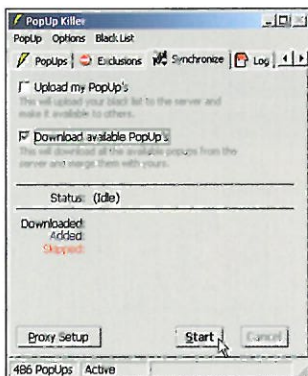 PopUp Killer
PopUp Options Black List
PopUps Exclusions Synchronize Log
Upload my PopUp's
This will upload your black list to the server and
make it available to others.
Download available PopUp's
This will download all the available popups from the
server and merge them with yours.
Status: (Idle)
Downloaded:
Added:
Skipped:
Proxy Setup Start Cancel
486 PopUps Active